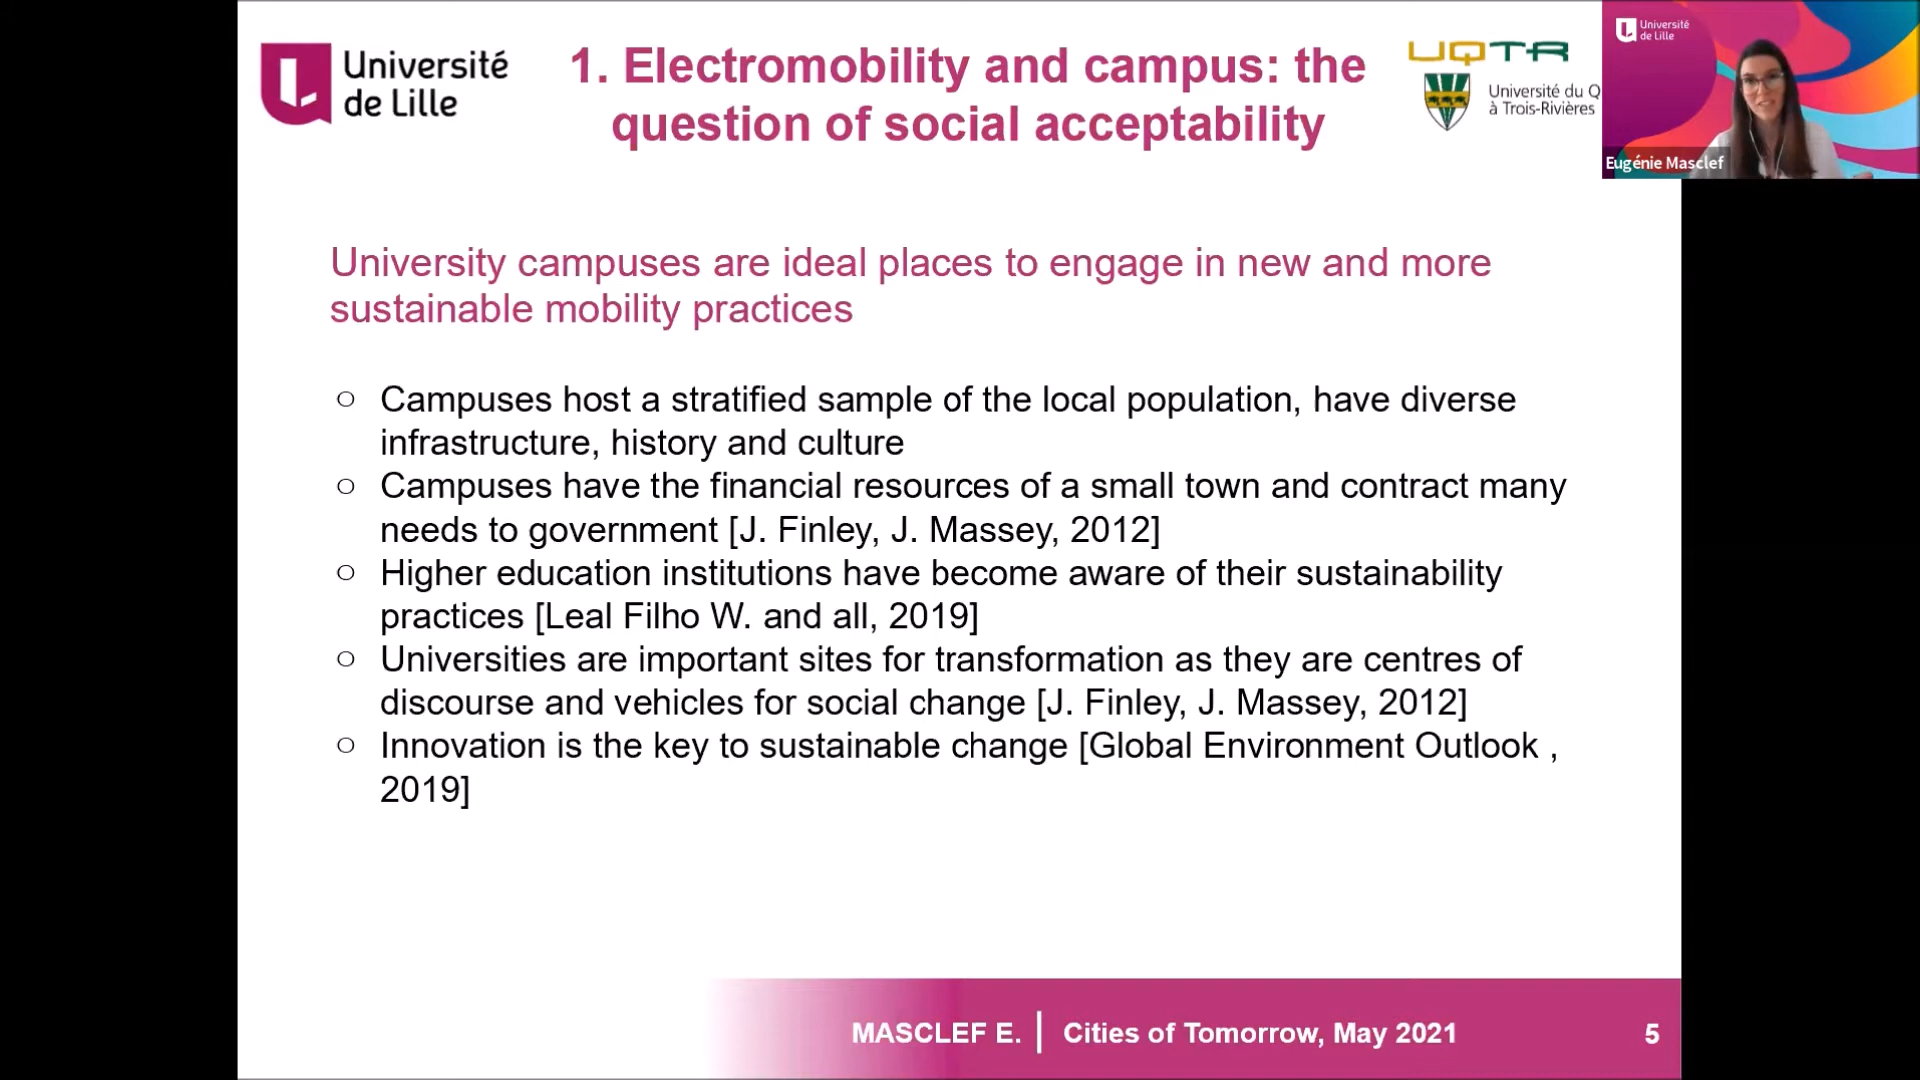 Université
de Lille
1. Electromobility and campus: the
question of social acceptability
UQTR
Université du Q
à Trois-Rivières
Université
de Lille
Eugénie Masclef
University campuses are ideal places to engage in new and more
sustainable mobility practices
○ Campuses host a stratified sample of the local population, have diverse
infrastructure, history and culture
○ Campuses have the financial resources of a small town and contract many
needs to government [J. Finley, J. Massey, 2012]
○ Higher education institutions have become aware of their sustainability
practices [Leal Filho W. and all, 2019]
○ Universities are important sites for transformation as they are centres of
discourse and vehicles for social change [J. Finley, J. Massey, 2012]
○ Innovation is the key to sustainable change [Global Environment Outlook ,
2019]
MASCLEF E. | Cities of Tomorrow, May 2021
5